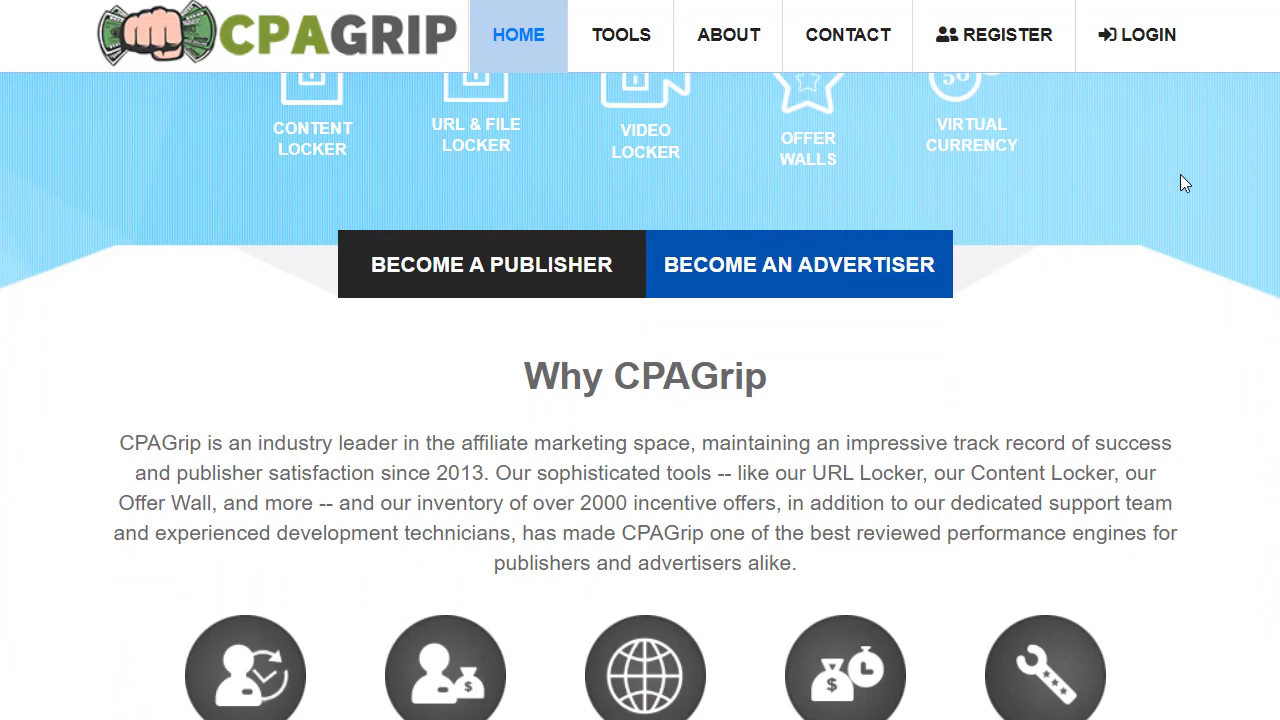 CPAGRIP HOME TOOLS ABOUT CONTACT REGISTER LOGIN
CONTENT
LOCKER
URL & FILE
LOCKER
VIDEO
LOCKER
OFFER
WALLS
50
VIRTUAL
CURRENCY
BECOME A PUBLISHER BECOME AN ADVERTISER
Why CPAGrip
CPAGrip is an industry leader in the affiliate marketing space, maintaining an impressive track record of success
and publisher satisfaction since 2013. Our sophisticated tools -- like our URL Locker, our Content Locker, our
Offer Wall, and more -- and our inventory of over 2000 incentive offers, in addition to our dedicated support team
and experienced development technicians, has made CPAGrip one of the best reviewed performance engines for
publishers and advertisers alike.
$
$